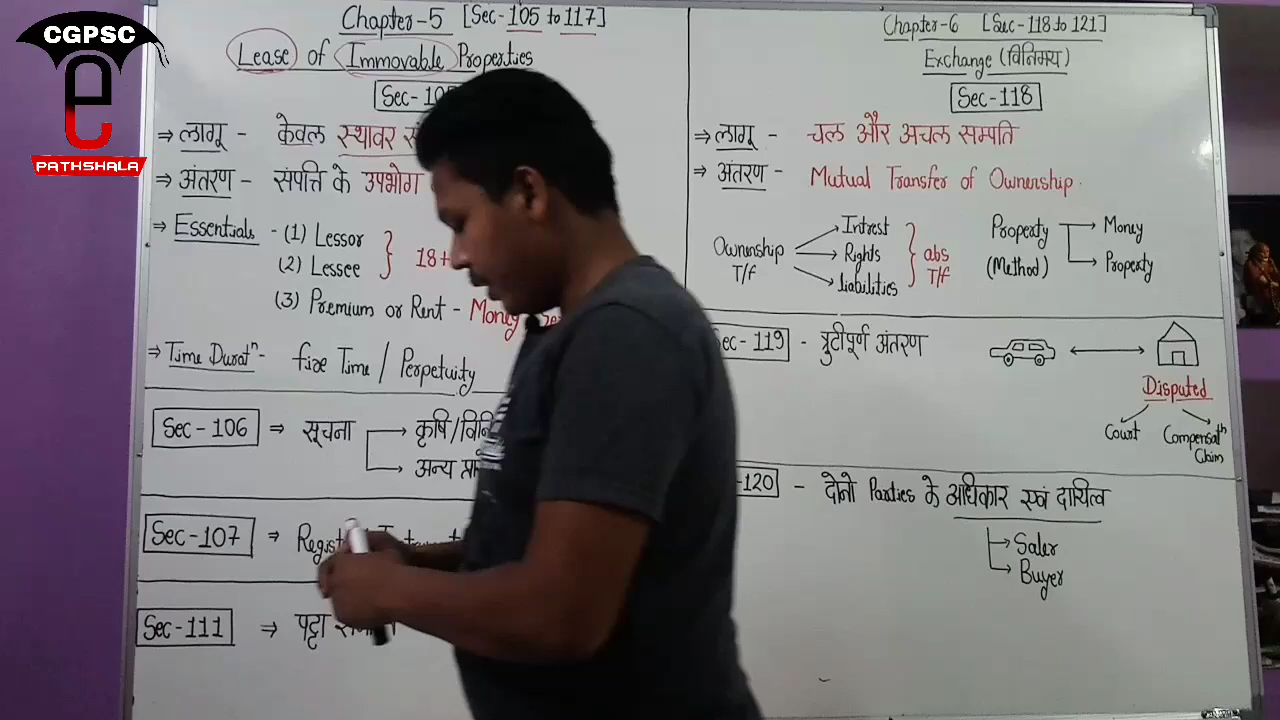 CGPSC
e
PATHSHALA
Chapter-5 [Sec-105 to 117]
Lease of Immovable Properties
Sec-105
⇒ लागू - केवल स्थावर
⇒ अंतरण - संपत्ति के उपभोग
⇒ Essentials - (1) Lessor
(2) Lessee
18+
(3) Premium or Rent - Money
⇒ Time Duratⁿ - fixe Time / Perpetuity
Sec-106 ⇒ सूचना
कृषि/
अन्य
Sec-107 ⇒
Sec-111 ⇒ पट्टा
Chapter-6 [Sec-118 to 121]
Exchange (विनिमय)
Sec-118
⇒ लागू - चल और अचल सम्पति
⇒ अंतरण - Mutual Transfer of Ownership.
Ownership T/f
Intrest
Rights
liabilities
abs T/f
Property (Method)
Money
Property
Sec-119 - त्रुटीपूर्ण अंतरण
Disputed
Court
Compensatⁿ Claim
-120 - दोनो Parties के अधिकार एवं दायित्व
Saler
Buyer